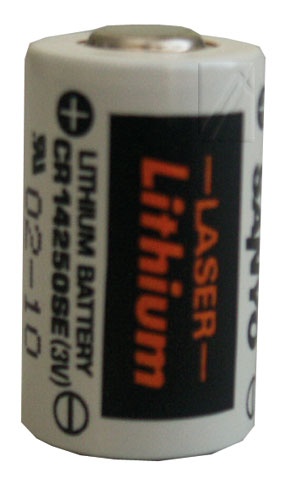 ⊕ SANYO ⊖
—LASER—
Lithium
LITHIUM BATTERY
⊕ CR14250SE(3V) ⊖
02-10